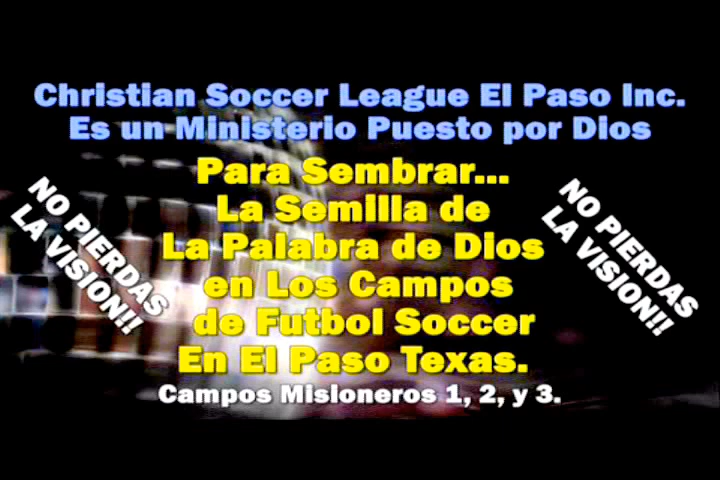 Christian Soccer League El Paso Inc.
Es un Ministerio Puesto por Dios
Para Sembrar...
La Semilla de
La Palabra de Dios
en Los Campos
de Futbol Soccer
En El Paso Texas.
Campos Misioneros 1, 2, y 3.
NO PIERDAS
LA VISION!!
NO PIERDAS
LA VISION!!